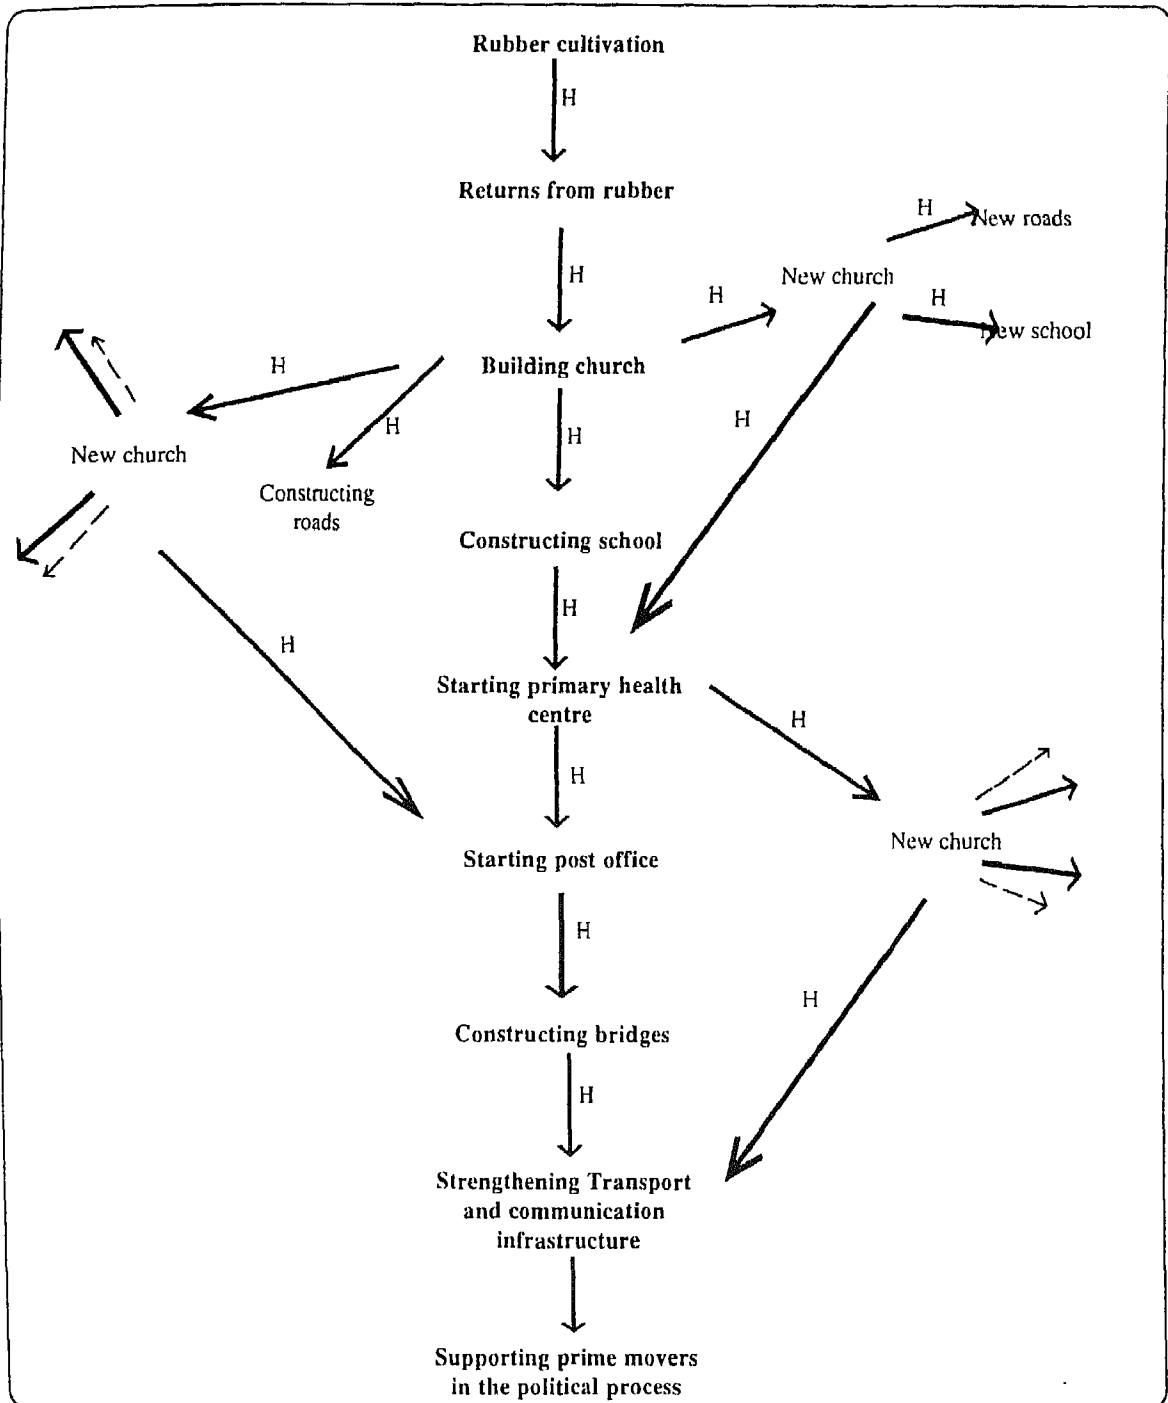 Rubber cultivation
H
Returns from rubber
H
New roads
H
New church
H
H
New school
Building church
H
H
H
H
New church
Constructing
roads
Constructing school
H
H
Starting primary health
centre
H
H
H
Starting post office
New church
H
H
Constructing bridges
H
Strengthening Transport
and communication
infrastructure
Supporting prime movers
in the political process